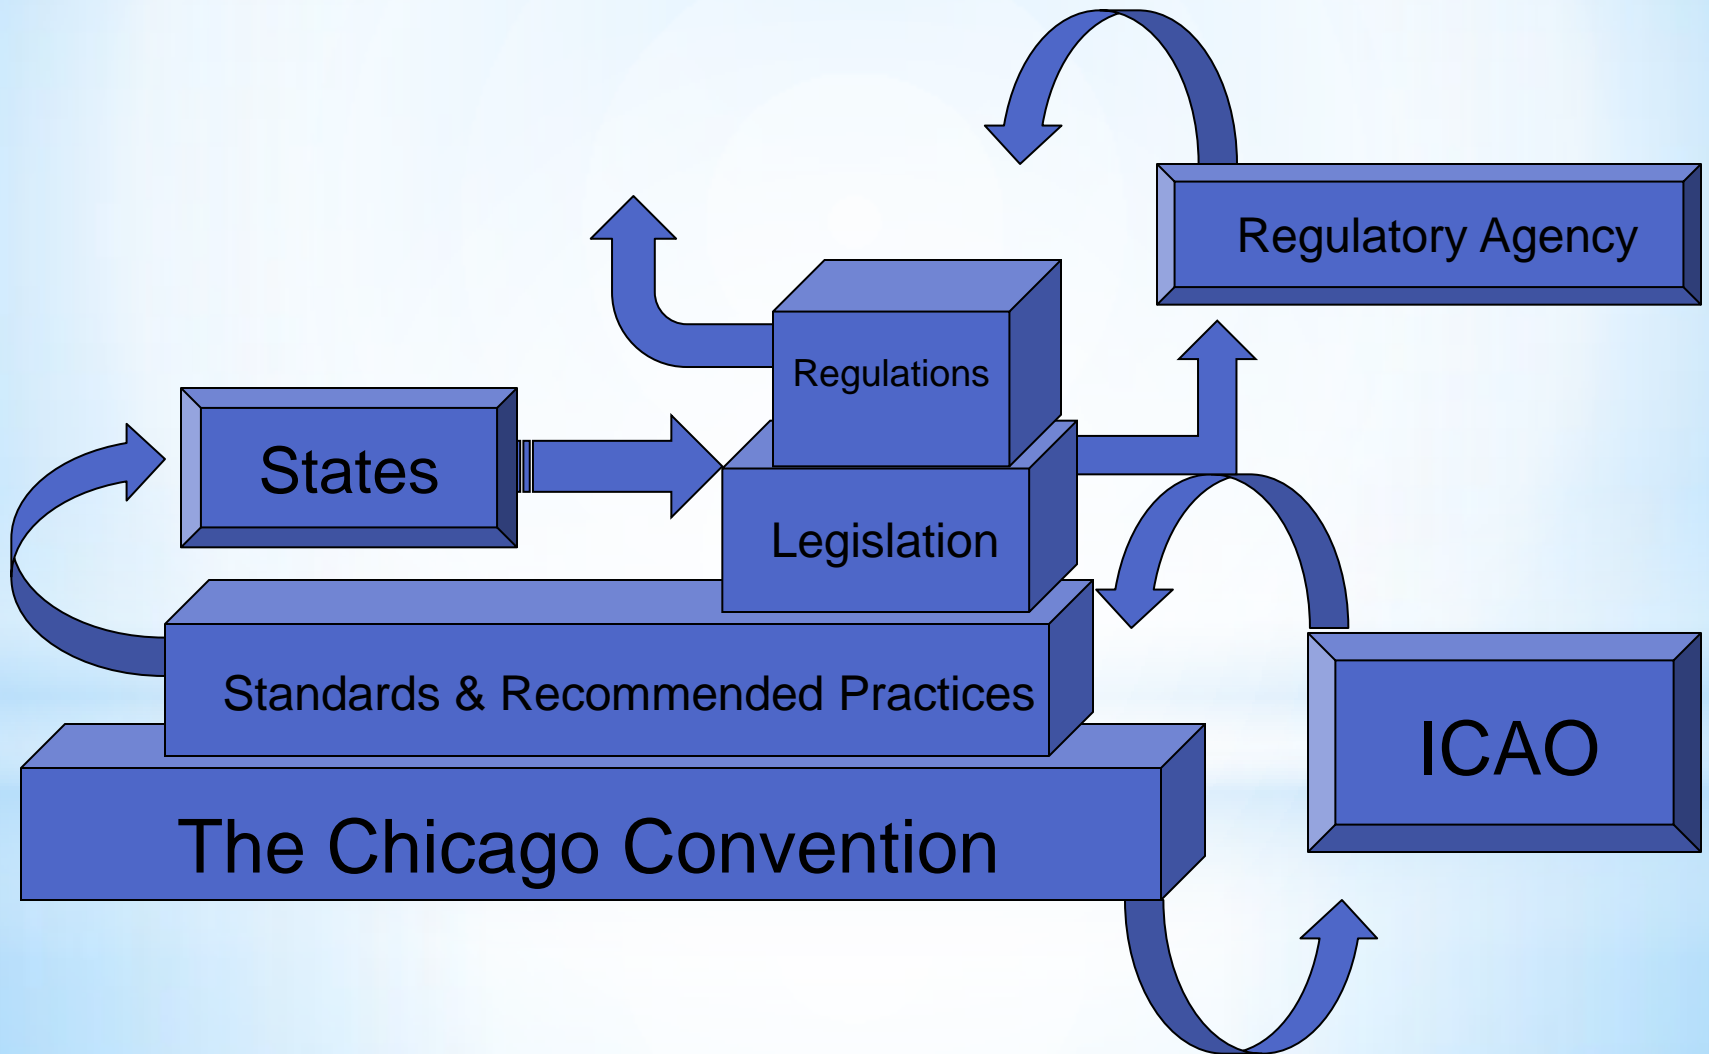 Regulatory Agency
Regulations
States
Legislation
Standards & Recommended Practices
ICAO
The Chicago Convention